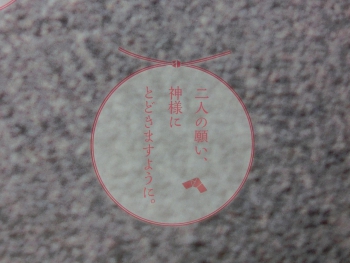 二人の願い、
神様に
とどきますように。